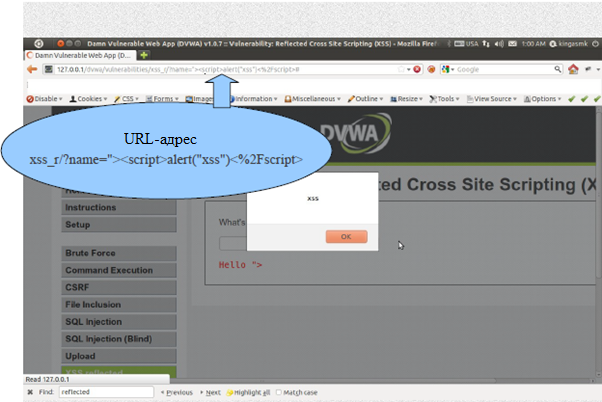 Damn Vulnerable Web App (DVWA) v1.0.7 :: Vulnerability: Reflected Cross Site Scripting (XSS) - Mozilla Firef
USA
1:00 AM
kingasmk
Damn Vulnerable Web App (D...
127.0.0.1/dvwa/vulnerabilities/xss_r/?name="><script>alert("xss")<%2Fscript>#
Google
Disable
Cookies
CSS
Forms
Images
Information
Miscellaneous
Outline
Resize
Tools
View Source
Options
URL-адрес
xss_r/?name="><script>alert("xss")<%2Fscript>
DVWA
ted Cross Site Scripting (X
Instructions
Setup
What's
xss
OK
Hello ">
Brute Force
Command Execution
CSRF
File Inclusion
SQL Injection
SQL Injection (Blind)
Upload
XSS reflected
Read 127.0.0.1
Find:
reflected
Previous
Next
Highlight all
Match case